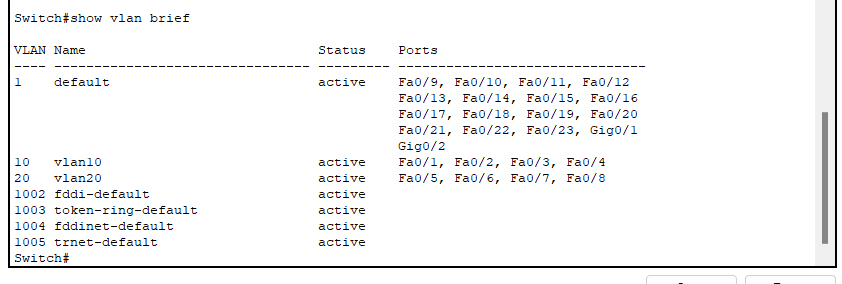 Switch#show vlan brief
VLAN Name                             Status    Ports
---- -------------------------------- --------- -------------------------------
1    default                          active    Fa0/9, Fa0/10, Fa0/11, Fa0/12
                                                Fa0/13, Fa0/14, Fa0/15, Fa0/16
                                                Fa0/17, Fa0/18, Fa0/19, Fa0/20
                                                Fa0/21, Fa0/22, Fa0/23, Gig0/1
                                                Gig0/2
10   vlan10                           active    Fa0/1, Fa0/2, Fa0/3, Fa0/4
20   vlan20                           active    Fa0/5, Fa0/6, Fa0/7, Fa0/8
1002 fddi-default                     active
1003 token-ring-default               active
1004 fddinet-default                  active
1005 trnet-default                    active
Switch#